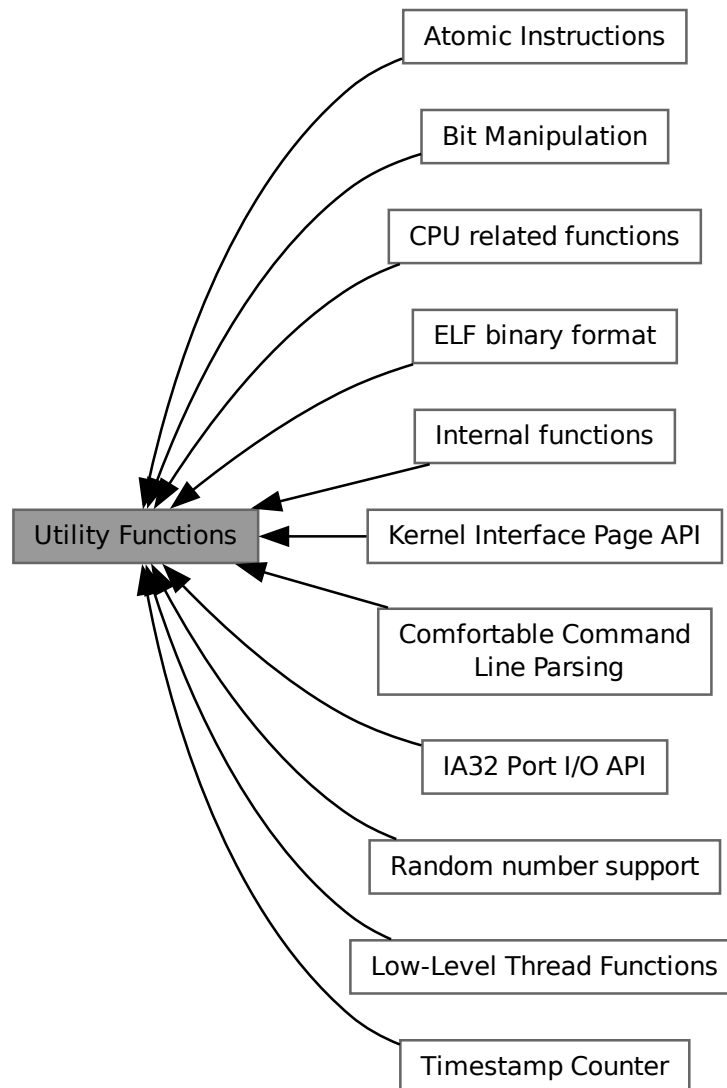 Atomic Instructions
Bit Manipulation
CPU related functions
ELF binary format
Internal functions
Utility Functions
Kernel Interface Page API
Comfortable Command
Line Parsing
IA32 Port I/O API
Random number support
Low-Level Thread Functions
Timestamp Counter